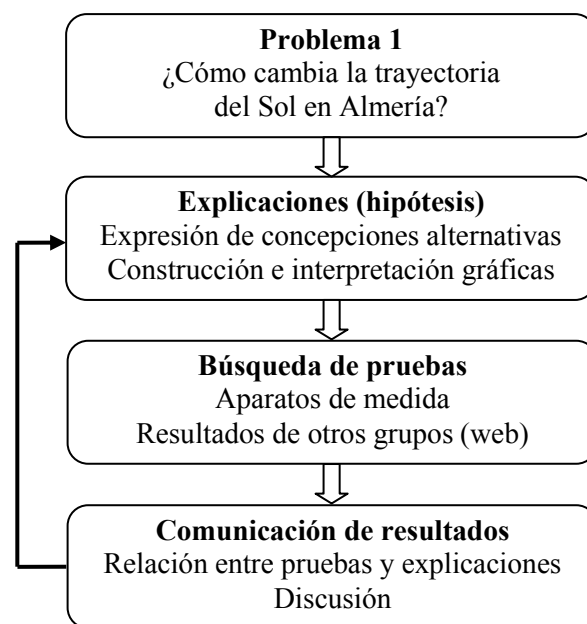 Problema 1
¿Cómo cambia la trayectoria
del Sol en Almería?
Explicaciones (hipótesis)
Expresión de concepciones alternativas
Construcción e interpretación gráficas
Búsqueda de pruebas
Aparatos de medida
Resultados de otros grupos (web)
Comunicación de resultados
Relación entre pruebas y explicaciones
Discusión